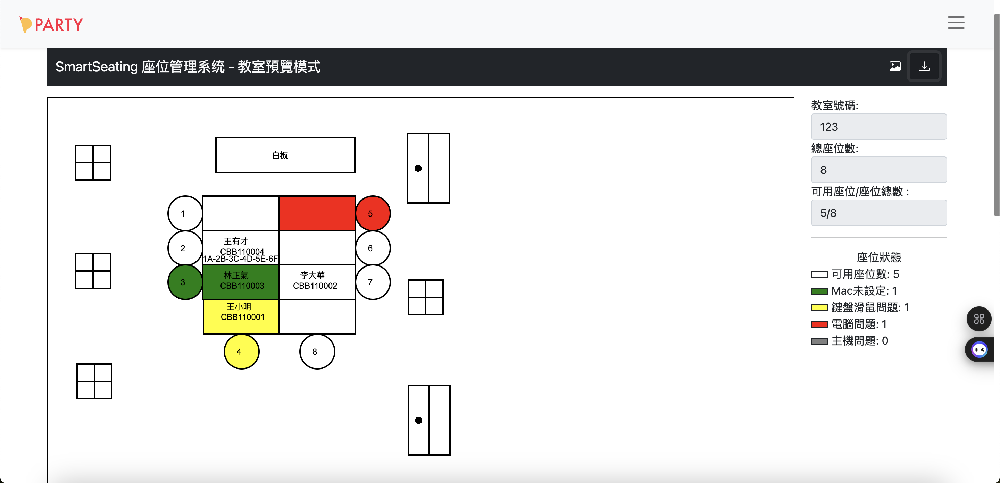 PARTY
SmartSeating 座位管理系统 - 教室預覽模式
白板
1
5
2
王有才
CBB110004
1A-2B-3C-4D-5E-6F
6
3
林正氣
CBB110003
李大華
CBB110002
7
王小明
CBB110001
4
8
教室號碼:
123
總座位數:
8
可用座位/座位總數 :
5/8
座位狀態
可用座位數: 5
Mac未設定: 1
鍵盤滑鼠問題: 1
電腦問題: 1
主機問題: 0